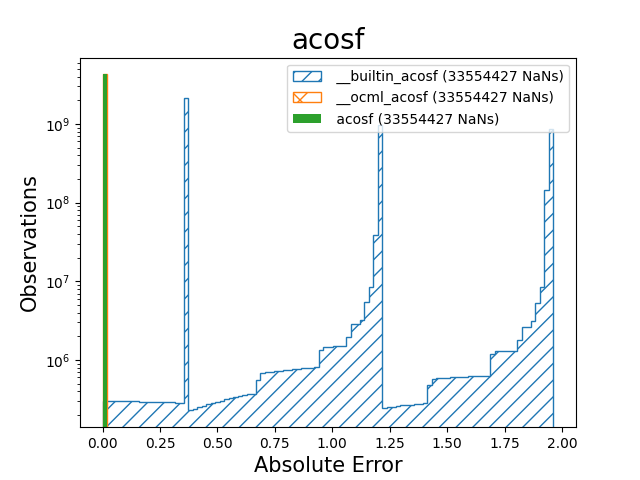 acosf
__builtin_acosf (33554427 NaNs)
__ocml_acosf (33554427 NaNs)
acosf (33554427 NaNs)
Observations
10⁹
10⁸
10⁷
10⁶
0.00 0.25 0.50 0.75 1.00 1.25 1.50 1.75 2.00
Absolute Error